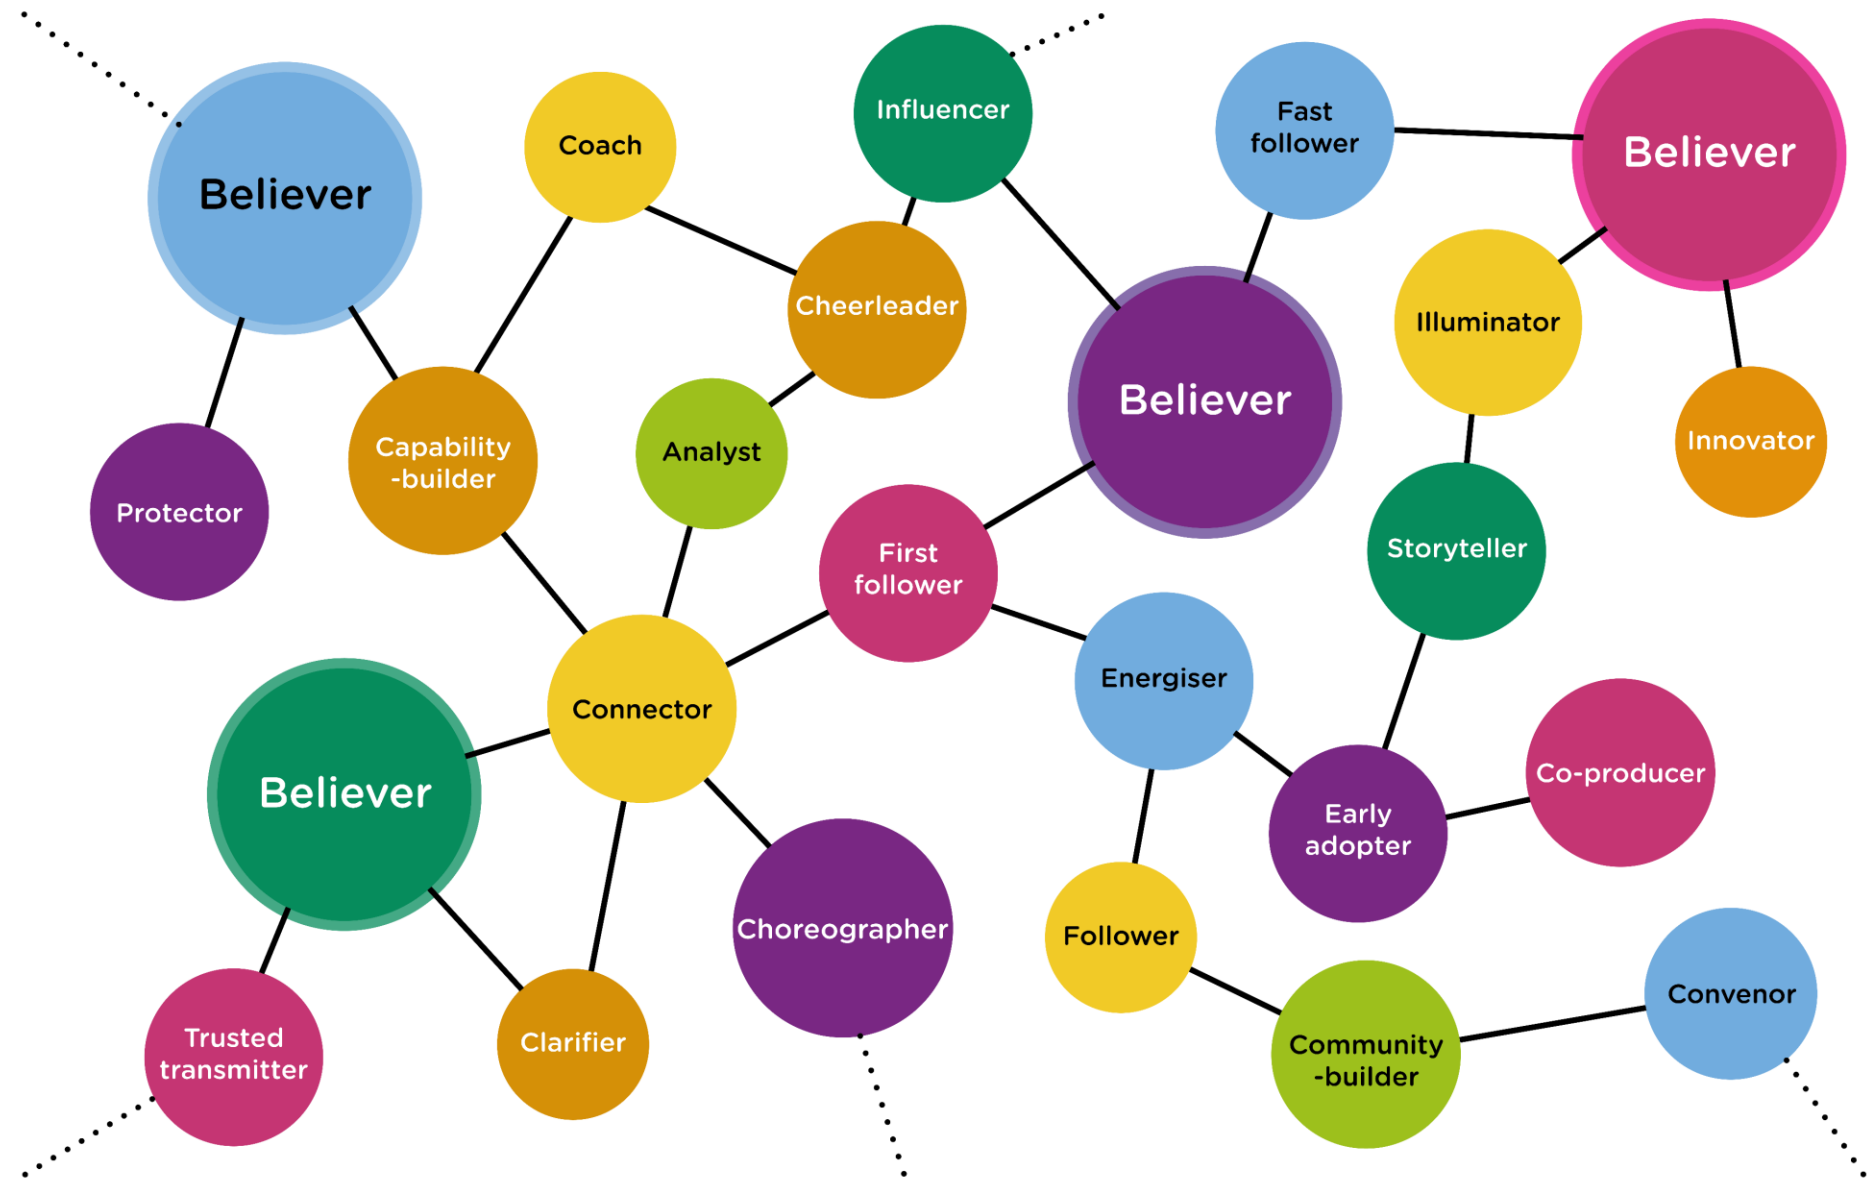 Influencer
Fast
follower
Believer
Coach
Believer
Cheerleader
Illuminator
Believer
Innovator
Capability
-builder
Analyst
Protector
First
follower
Storyteller
Energiser
Connector
Co-producer
Believer
Early
adopter
Choreographer
Follower
Convenor
Trusted
transmitter
Clarifier
Community
-builder